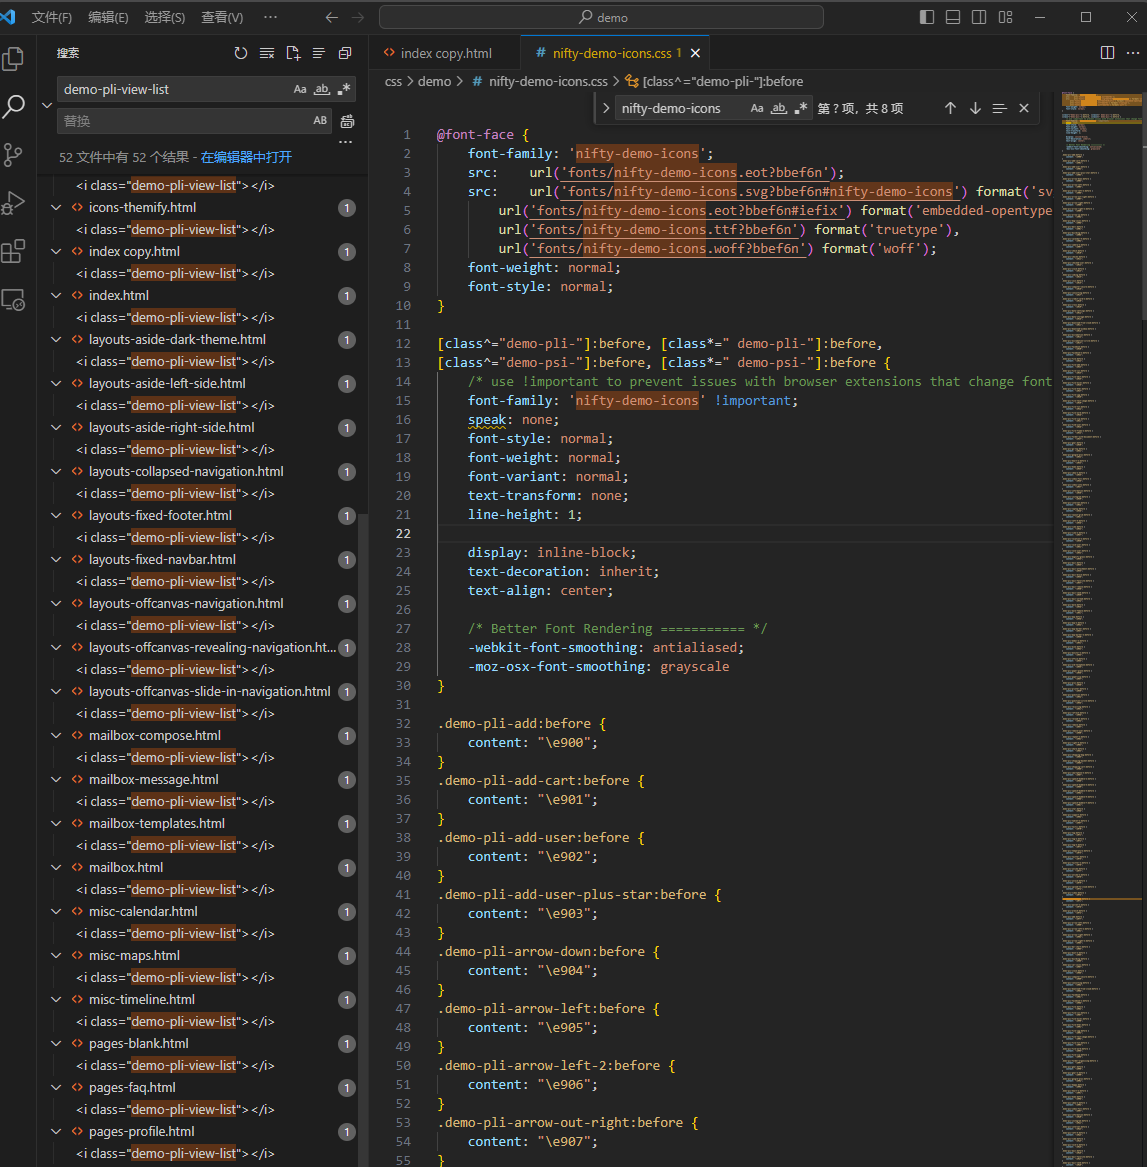 文件(F) 编辑(E) 选择(S) 查看(V) ··· demo
搜索
demo-pli-view-list Aa ab .*
替换 AB
···
52 文件中有 52 个结果 - 在编辑器中打开
<i class="demo-pli-view-list"></i>
icons-themify.html 1
<i class="demo-pli-view-list"></i>
index copy.html 1
<i class="demo-pli-view-list"></i>
index.html 1
<i class="demo-pli-view-list"></i>
layouts-aside-dark-theme.html 1
<i class="demo-pli-view-list"></i>
layouts-aside-left-side.html 1
<i class="demo-pli-view-list"></i>
layouts-aside-right-side.html 1
<i class="demo-pli-view-list"></i>
layouts-collapsed-navigation.html 1
<i class="demo-pli-view-list"></i>
layouts-fixed-footer.html 1
<i class="demo-pli-view-list"></i>
layouts-fixed-navbar.html 1
<i class="demo-pli-view-list"></i>
layouts-offcanvas-navigation.html 1
<i class="demo-pli-view-list"></i>
layouts-offcanvas-revealing-navigation.ht... 1
<i class="demo-pli-view-list"></i>
layouts-offcanvas-slide-in-navigation.html 1
<i class="demo-pli-view-list"></i>
mailbox-compose.html 1
<i class="demo-pli-view-list"></i>
mailbox-message.html 1
<i class="demo-pli-view-list"></i>
mailbox-templates.html 1
<i class="demo-pli-view-list"></i>
mailbox.html 1
<i class="demo-pli-view-list"></i>
misc-calendar.html 1
<i class="demo-pli-view-list"></i>
misc-maps.html 1
<i class="demo-pli-view-list"></i>
misc-timeline.html 1
<i class="demo-pli-view-list"></i>
pages-blank.html 1
<i class="demo-pli-view-list"></i>
pages-faq.html 1
<i class="demo-pli-view-list"></i>
pages-profile.html 1
<i class="demo-pli-view-list"></i>
index copy.html # nifty-demo-icons.css 1 ···
css > demo > # nifty-demo-icons.css > [class^="demo-pli-"]:before
nifty-demo-icons Aa ab .* 第 ? 项，共 8 项
1 @font-face {
2 font-family: 'nifty-demo-icons';
3 src: url('fonts/nifty-demo-icons.eot?bbef6n');
4 src: url('fonts/nifty-demo-icons.svg?bbef6n#nifty-demo-icons') format('sv
5 url('fonts/nifty-demo-icons.eot?bbef6n#iefix') format('embedded-opentype
6 url('fonts/nifty-demo-icons.ttf?bbef6n') format('truetype'),
7 url('fonts/nifty-demo-icons.woff?bbef6n') format('woff');
8 font-weight: normal;
9 font-style: normal;
10 }
11
12 [class^="demo-pli-"]:before, [class*=" demo-pli-"]:before,
13 [class^="demo-psi-"]:before, [class*=" demo-psi-"]:before {
14 /* use !important to prevent issues with browser extensions that change font
15 font-family: 'nifty-demo-icons' !important;
16 speak: none;
17 font-style: normal;
18 font-weight: normal;
19 font-variant: normal;
20 text-transform: none;
21 line-height: 1;
22
23 display: inline-block;
24 text-decoration: inherit;
25 text-align: center;
26
27 /* Better Font Rendering =========== */
28 -webkit-font-smoothing: antialiased;
29 -moz-osx-font-smoothing: grayscale
30 }
31
32 .demo-pli-add:before {
33 content: "\e900";
34 }
35 .demo-pli-add-cart:before {
36 content: "\e901";
37 }
38 .demo-pli-add-user:before {
39 content: "\e902";
40 }
41 .demo-pli-add-user-plus-star:before {
42 content: "\e903";
43 }
44 .demo-pli-arrow-down:before {
45 content: "\e904";
46 }
47 .demo-pli-arrow-left:before {
48 content: "\e905";
49 }
50 .demo-pli-arrow-left-2:before {
51 content: "\e906";
52 }
53 .demo-pli-arrow-out-right:before {
54 content: "\e907";
55 }